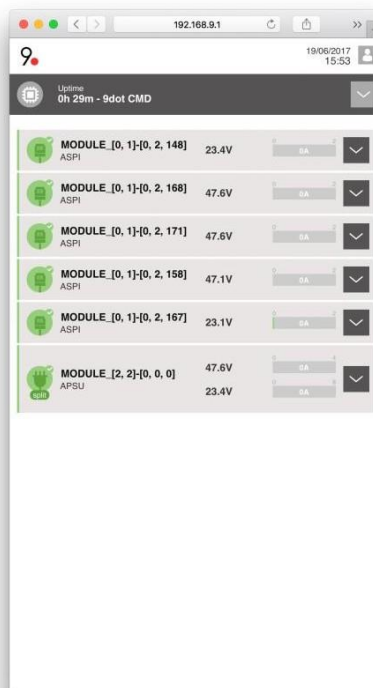 192.168.9.1
9.
19/06/2017
15:53
Uptime
0h 29m - 9dot CMD
MODULE_[0, 1]-[0, 2, 148]
ASPI
23.4V
0A
MODULE_[0, 1]-[0, 2, 168]
ASPI
47.6V
0A
MODULE_[0, 1]-[0, 2, 171]
ASPI
47.6V
0A
MODULE_[0, 1]-[0, 2, 158]
ASPI
47.1V
0A
MODULE_[0, 1]-[0, 2, 167]
ASPI
23.1V
0A
MODULE_[2, 2]-[0, 0, 0]
APSU
split
47.6V
0A
23.4V
0A